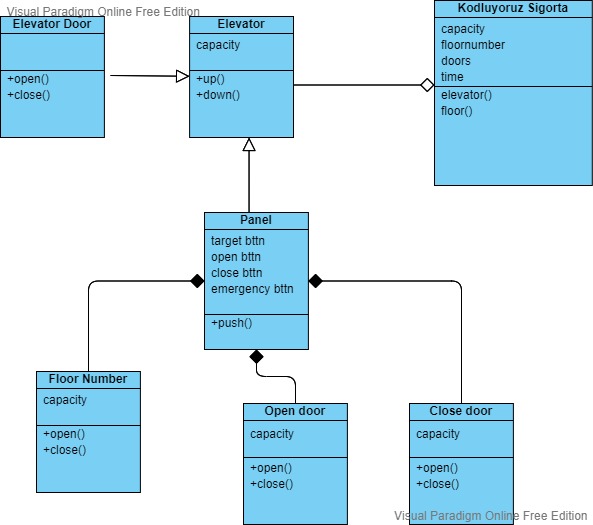 Visual Paradigm Online Free Edition
Elevator Door
+open()
+close()
Elevator
capacity
+up()
+down()
Kodluyoruz Sigorta
capacity
floornumber
doors
time
elevator()
floor()
Panel
target bttn
open bttn
close bttn
emergency bttn
+push()
Floor Number
capacity
+open()
+close()
Open door
capacity
+open()
+close()
Close door
capacity
+open()
+close()
Visual Paradigm Online Free Edition